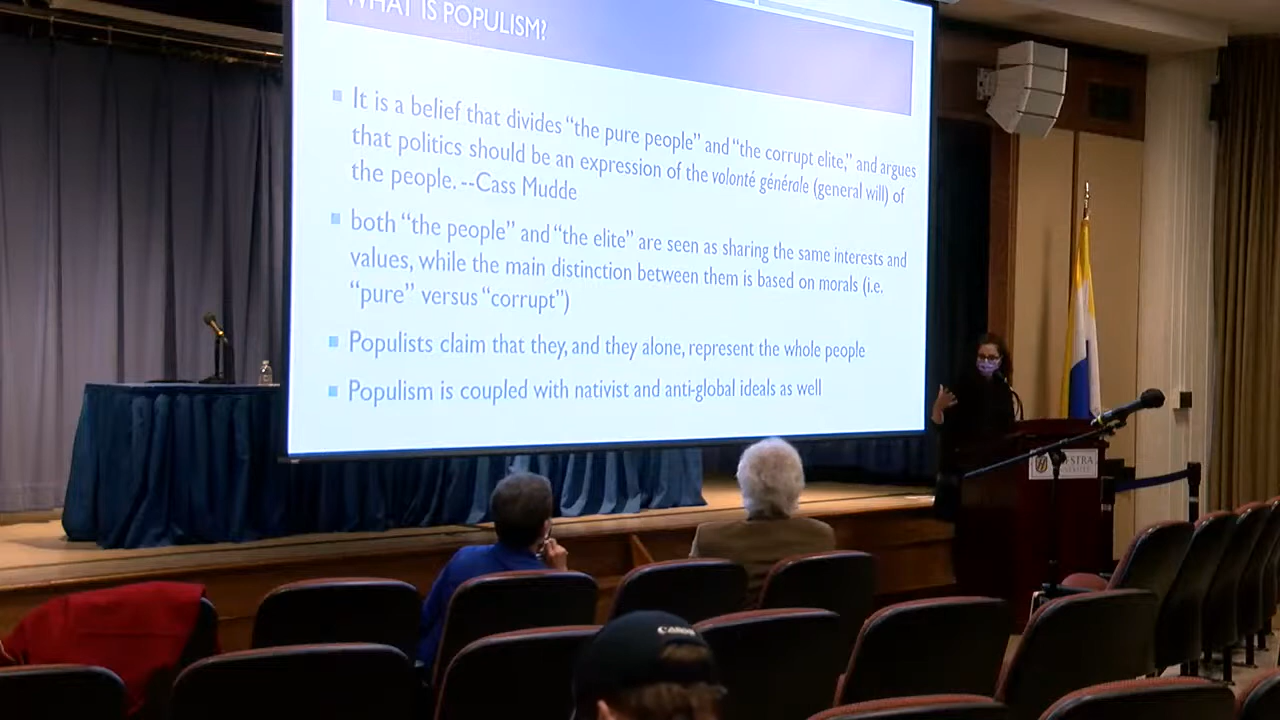 WHAT IS POPULISM?
It is a belief that divides “the pure people” and “the corrupt elite,” and argues
that politics should be an expression of the volonté générale (general will) of
the people. --Cass Mudde
both “the people” and “the elite” are seen as sharing the same interests and
values, while the main distinction between them is based on morals (i.e.
“pure” versus “corrupt”)
Populists claim that they, and they alone, represent the whole people
Populism is coupled with nativist and anti-global ideals as well
Canon